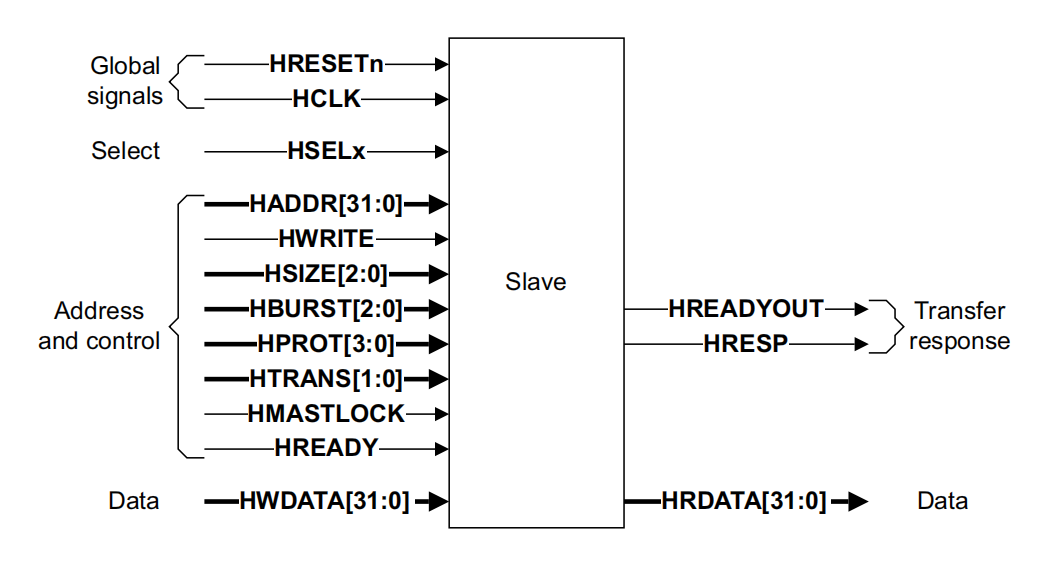 Global
signals
HRESETn
HCLK
Select
HSELx
Address
and control
HADDR[31:0]
HWRITE
HSIZE[2:0]
HBURST[2:0]
HPROT[3:0]
HTRANS[1:0]
HMASTLOCK
HREADY
Data
HWDATA[31:0]
Slave
HREADYOUT
HRESP
Transfer
response
HRDATA[31:0]
Data